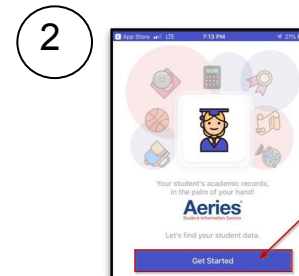 2
App Store LTE 7:13 PM 21%
Your student's academic records,
in the palm of your hand!
Aeries
Student Information System
Let's find your student data.
Get Started